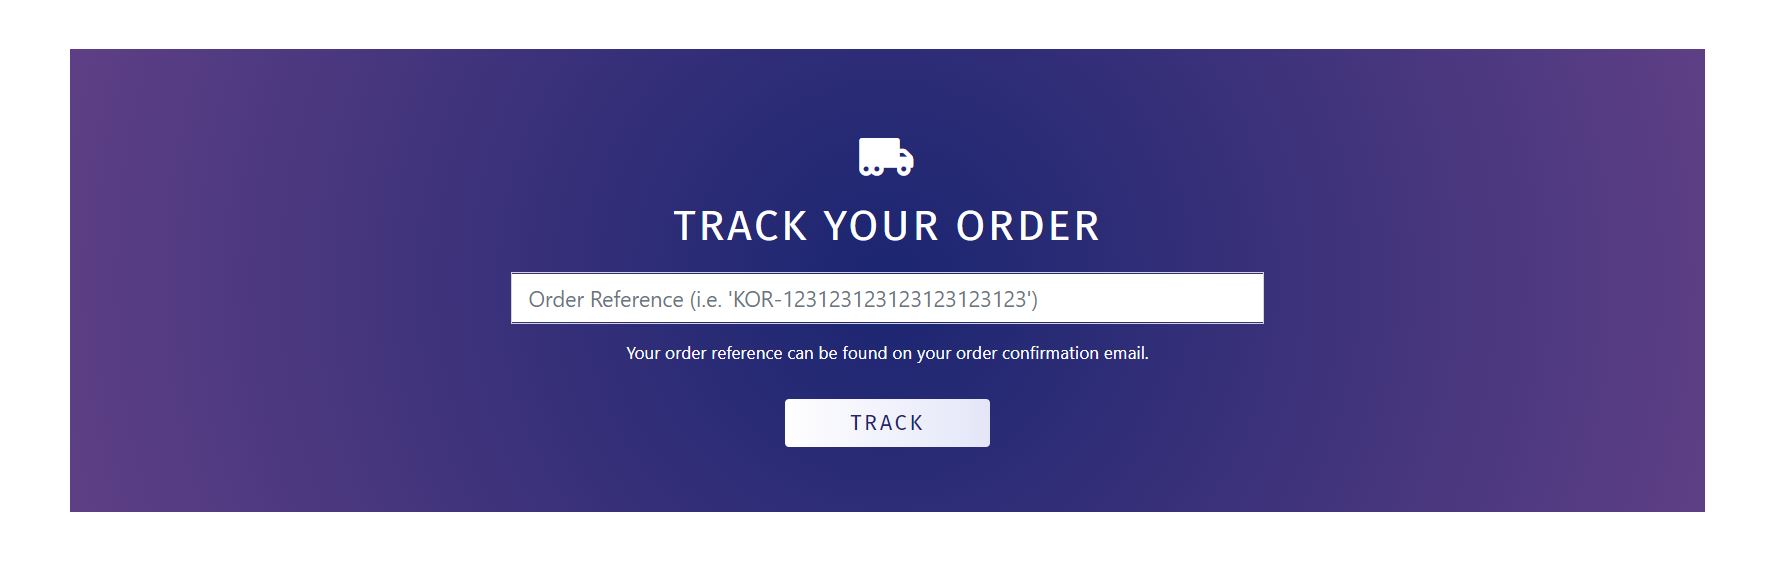 TRACK YOUR ORDER
Order Reference (i.e. 'KOR-123123123123123123123')
Your order reference can be found on your order confirmation email.
TRACK